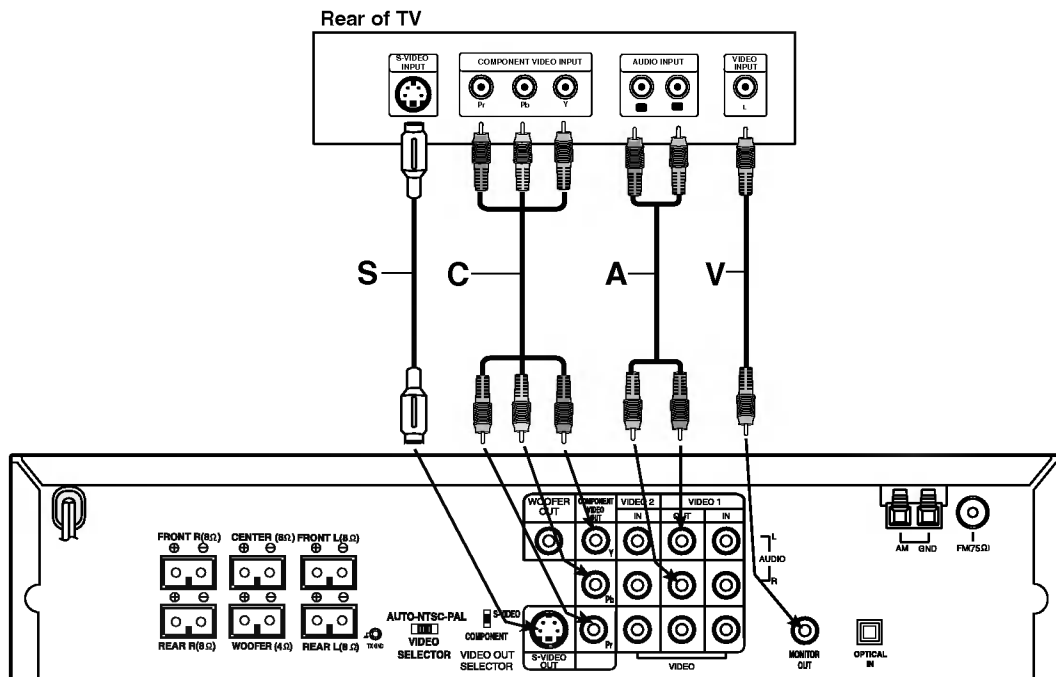 Rear of TV
S-VIDEO
INPUT
COMPONENT VIDEO INPUT
AUDIO INPUT
VIDEO
INPUT
Pr
Pb
Y
L
S
C
A
V
WOOFER
OUT
COMPONENT
VIDEO
OUT
VIDEO 2
VIDEO 1
IN
OUT
IN
Y
Pb
Pr
L
AUDIO
R
AM
GND
FM(75Ω)
FRONT R(8Ω)
CENTER (8Ω)
FRONT L(8Ω)
REAR R(8Ω)
WOOFER (4Ω)
REAR L(8Ω)
AUTO-NTSC-PAL
VIDEO
SELECTOR
S-VIDEO
COMPONENT
VIDEO OUT
SELECTOR
S-VIDEO
OUT
VIDEO
MONITOR
OUT
OPTICAL
IN